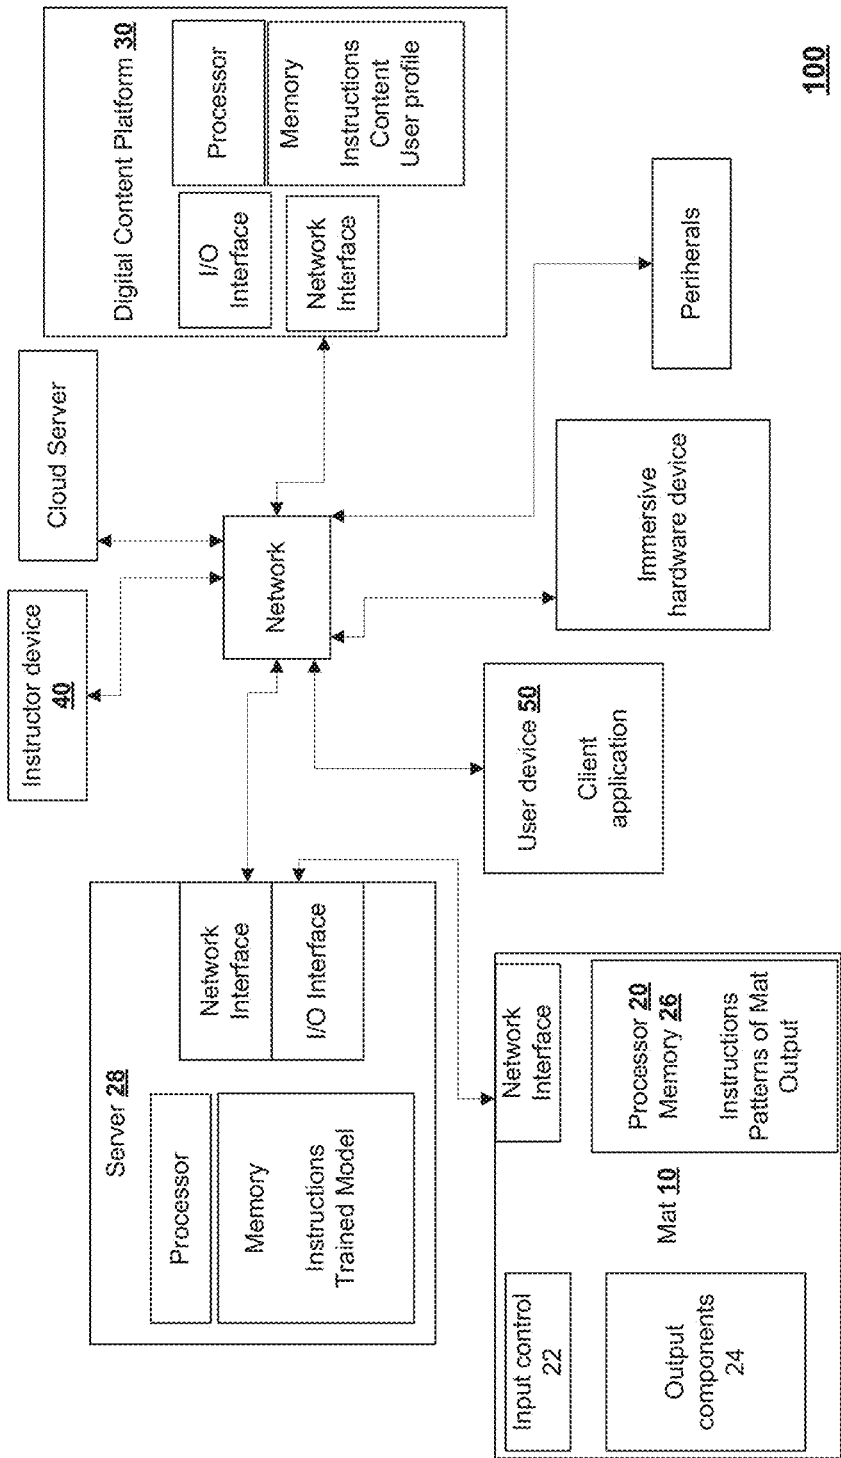 Instructor device
40
Cloud Server
Digital Content Platform 30
I/O
Interface
Processor
Network
Interface
Memory
Instructions
Content
User profile
Server 28
Processor
Memory
Instructions
Trained Model
Network
Interface
I/O Interface
Network
Input control
22
Output
components
24
Mat 10
Network
Interface
Processor 20
Memory 26
Instructions
Patterns of Mat
Output
User device 50
Client
application
Immersive
hardware device
Periherals
100